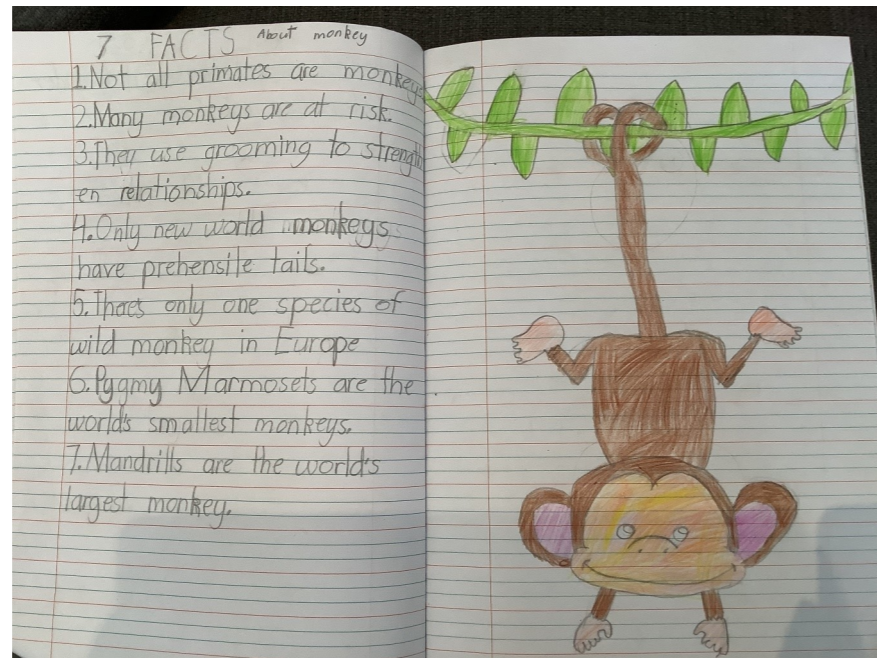 7 FACTS About monkey
1.Not all primates are monkeys
2.Many monkeys are at risk.
3.They use grooming to strength
en relationships.
4.Only new world monkeys
have prehensile tails.
5.Thares only one species of
wild monkey in Europe
6.Pygmy Marmosets are the
world's smallest monkeys.
7.Mandrills are the world's
largest monkey.